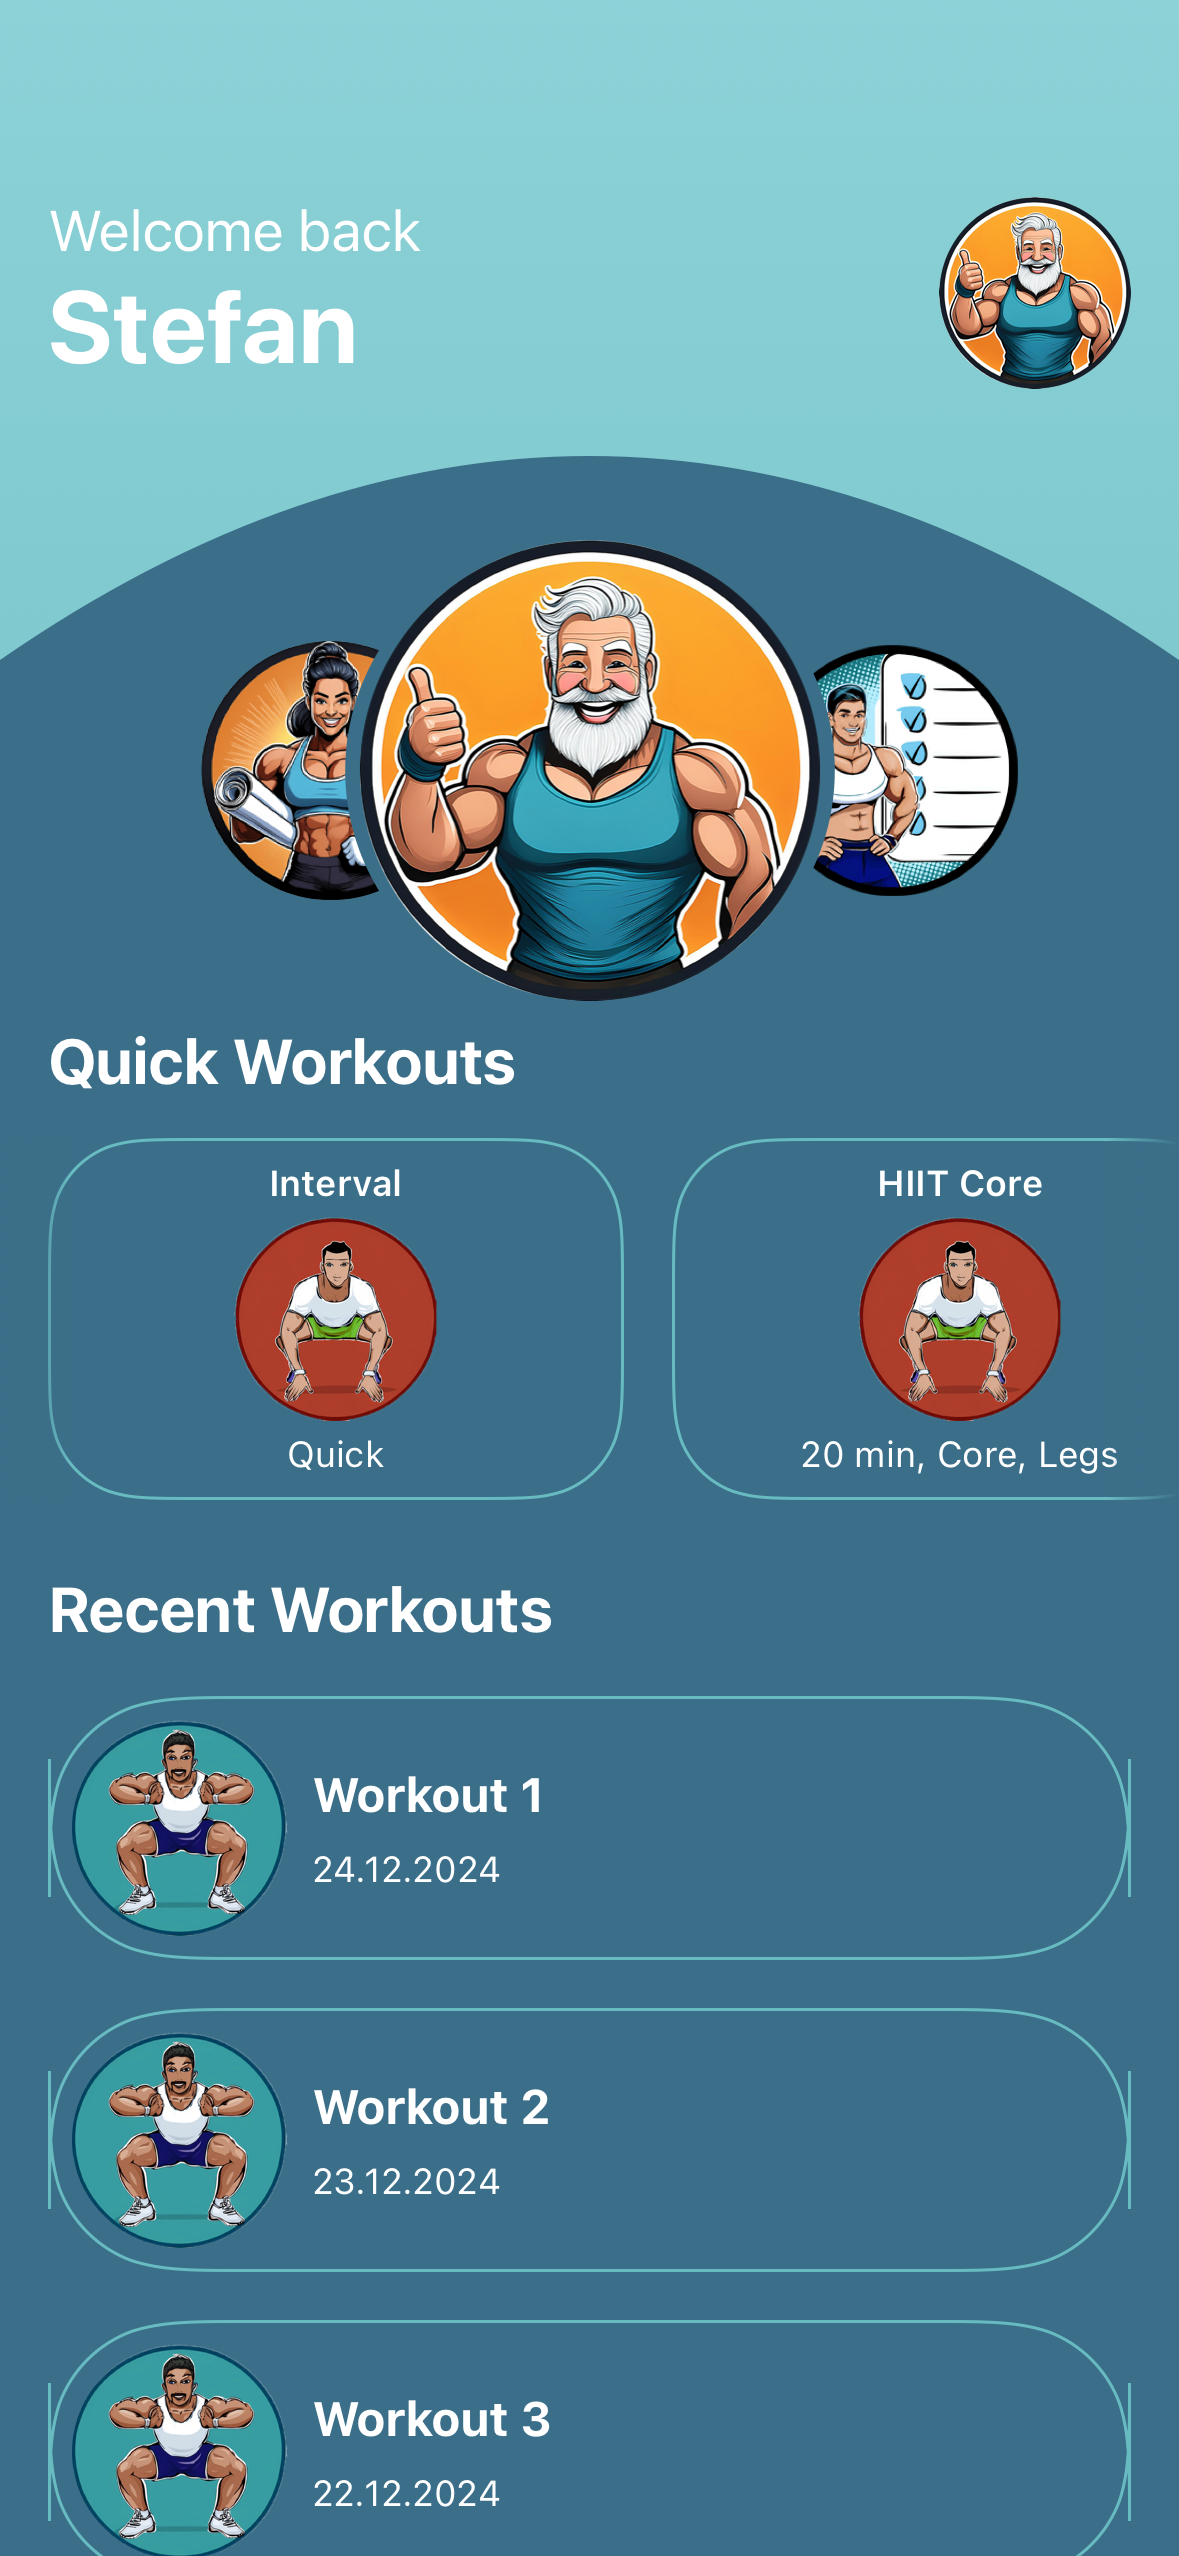 Welcome back
Stefan
Quick Workouts
Interval
Quick
HIIT Core
20 min, Core, Legs
Recent Workouts
Workout 1
24.12.2024
Workout 2
23.12.2024
Workout 3
22.12.2024